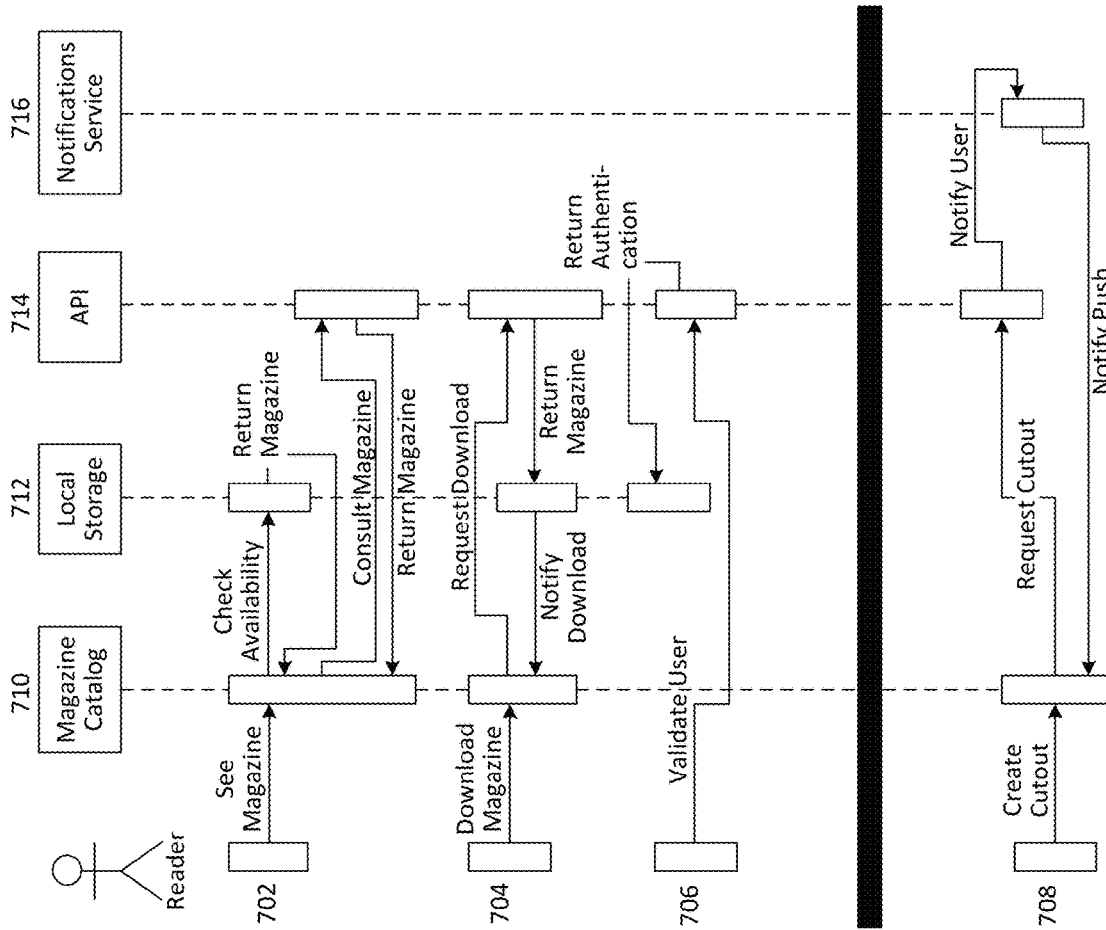 710
Magazine
Catalog
712
Local
Storage
714
API
716
Notifications
Service
Reader
702
See
Magazine
Check
Availability
Return
Magazine
Consult Magazine
Return Magazine
704
Download
Magazine
Request Download
Return
Magazine
Notify
Download
706
Validate User
Return
Authenti-
cation
708
Create
Cutout
Request Cutout
Notify User
Notify Push